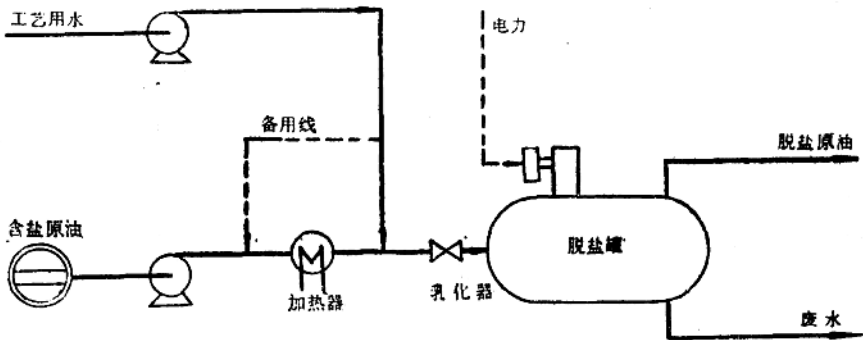 工艺用水
电力
备用线
脱盐原油
含盐原油
脱盐罐
加热器
乳化器
废水